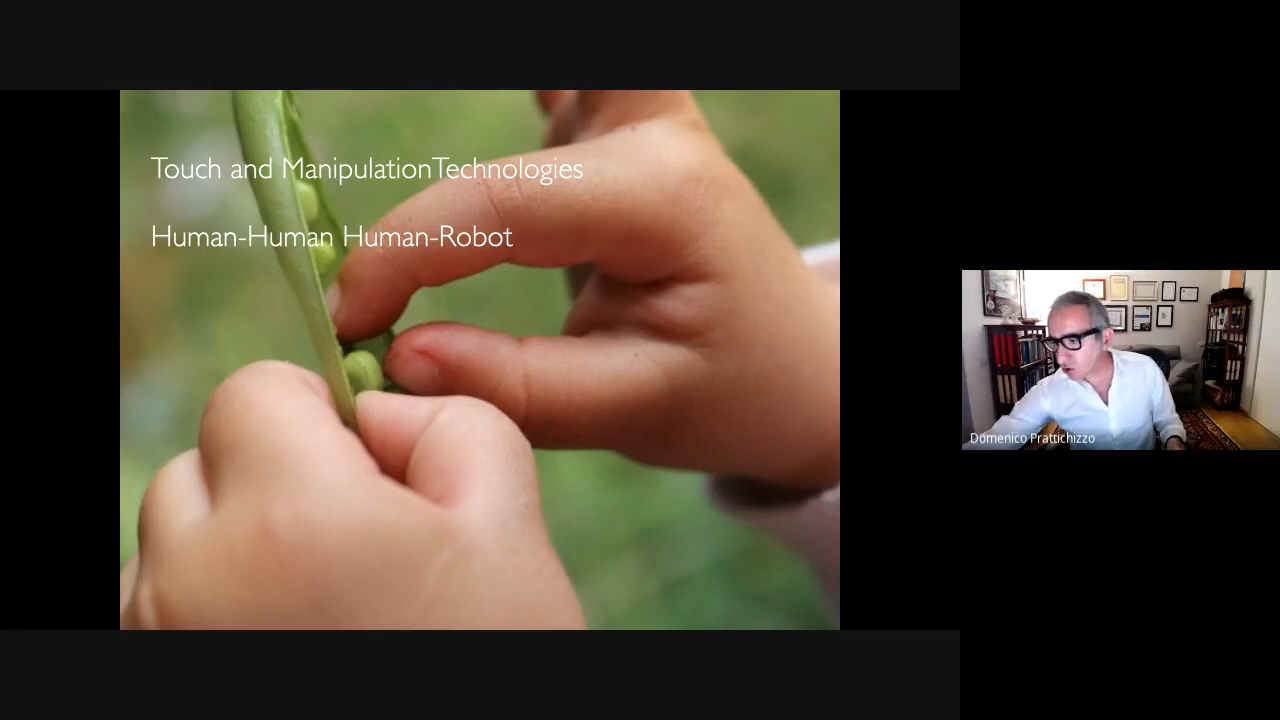 Touch and ManipulationTechnologies
Human-Human Human-Robot
Domenico Prattichizzo